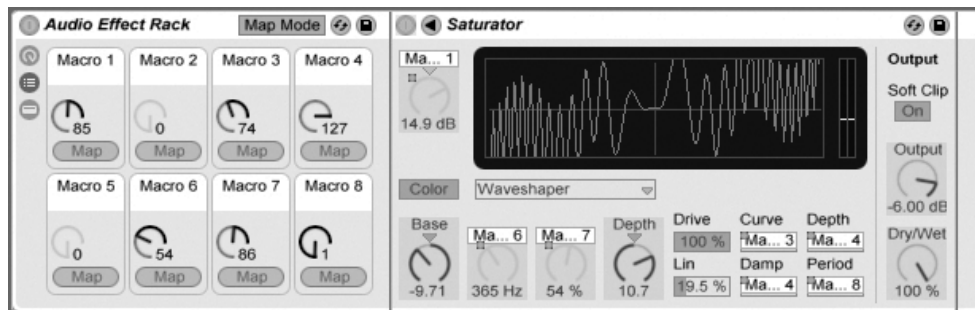 Audio Effect Rack Map Mode
Macro 1 Macro 2 Macro 3 Macro 4
85 0 74 127
Map Map Map Map
Macro 5 Macro 6 Macro 7 Macro 8
0 54 86 1
Map Map Map Map
Saturator
Ma... 1
14.9 dB
Color Waveshaper
Base Ma... 6 Ma... 7 Depth
-9.71 365 Hz 54 % 10.7
Drive Curve Depth
100 % Ma... 3 Ma... 4
Lin Damp Period
19.5 % Ma... 4 Ma... 8
Output
Soft Clip
On
Output
-6.00 dB
Dry/Wet
100 %